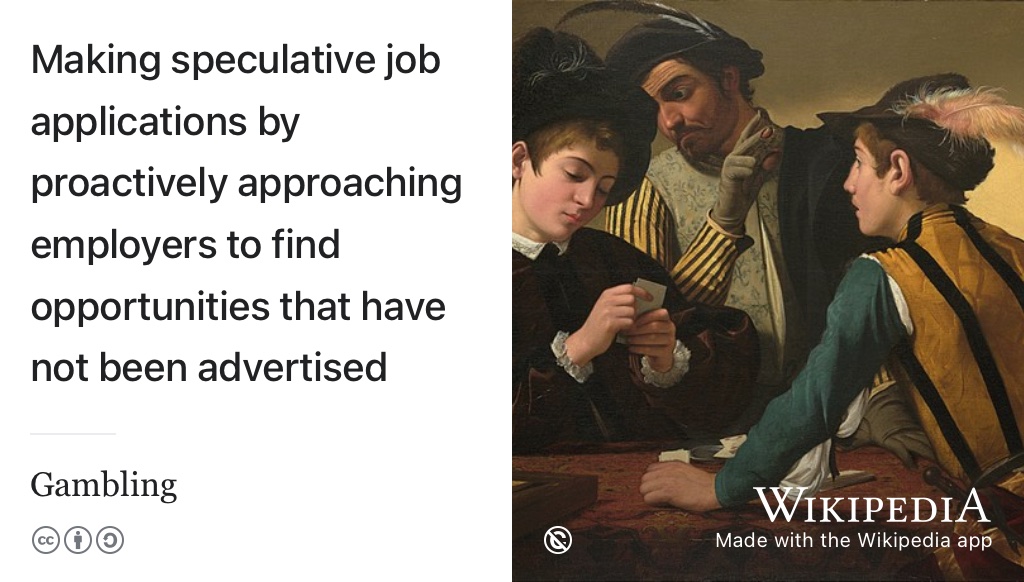 Making speculative job
applications by
proactively approaching
employers to find
opportunities that have
not been advertised
Gambling
cc
WIKIPEDIA
Made with the Wikipedia app